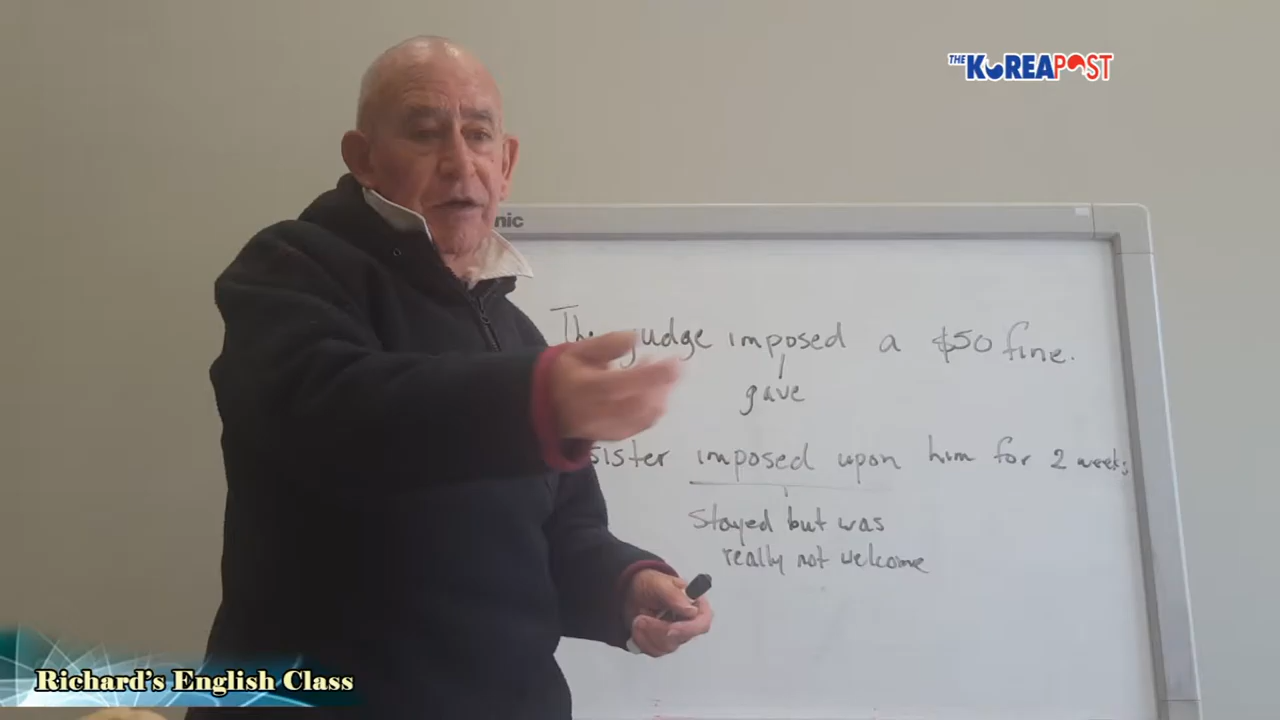 THE KOREAPOST
nic
The judge imposed a $50 fine.
gave
sister imposed upon him for 2 weeks
Stayed but was
really not welcome
Richard's English Class